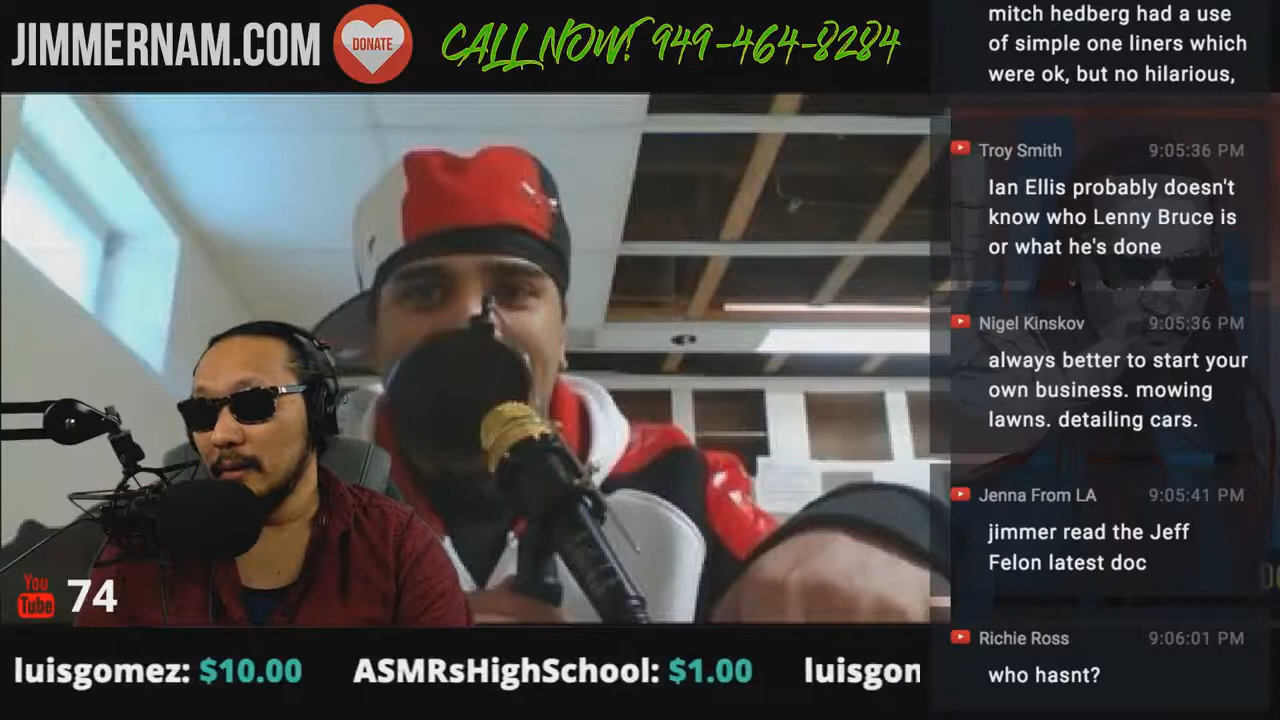 JIMMERNAM.COM
DONATE
CALL NOW! 949-464-8284
mitch hedberg had a use
of simple one liners which
were ok, but no hilarious,
Troy Smith 9:05:36 PM
Ian Ellis probably doesn't
know who Lenny Bruce is
or what he's done
Nigel Kinskov 9:05:36 PM
always better to start your
own business. mowing
lawns. detailing cars.
Jenna From LA 9:05:41 PM
jimmer read the Jeff
Felon latest doc
Richie Ross 9:06:01 PM
who hasnt?
You
Tube 74
luisgomez: $10.00 ASMRsHighSchool: $1.00 luisgon